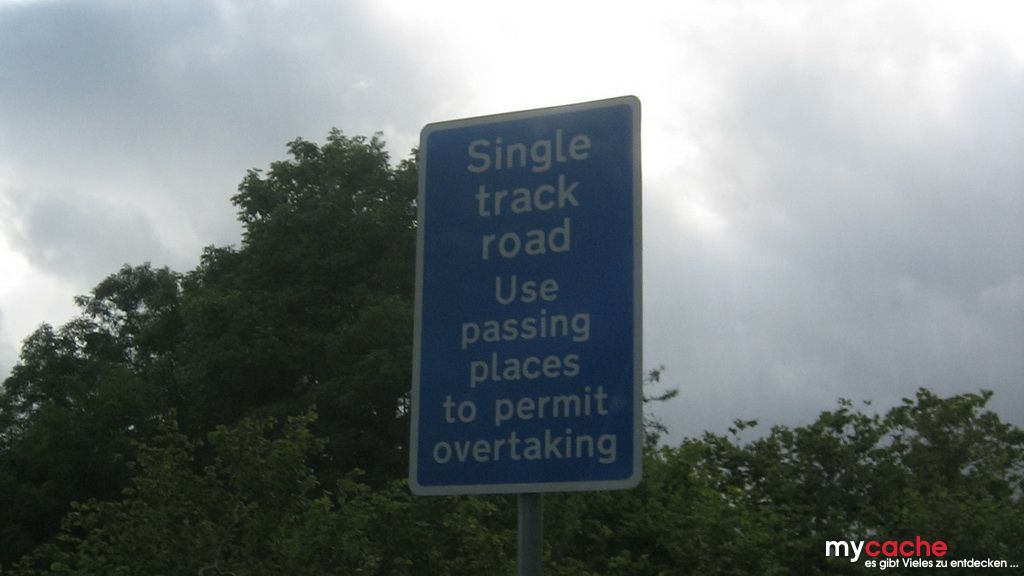 Single
track
road
Use
passing
places
to permit
overtaking
mycache
es gibt Vieles zu entdecken ...